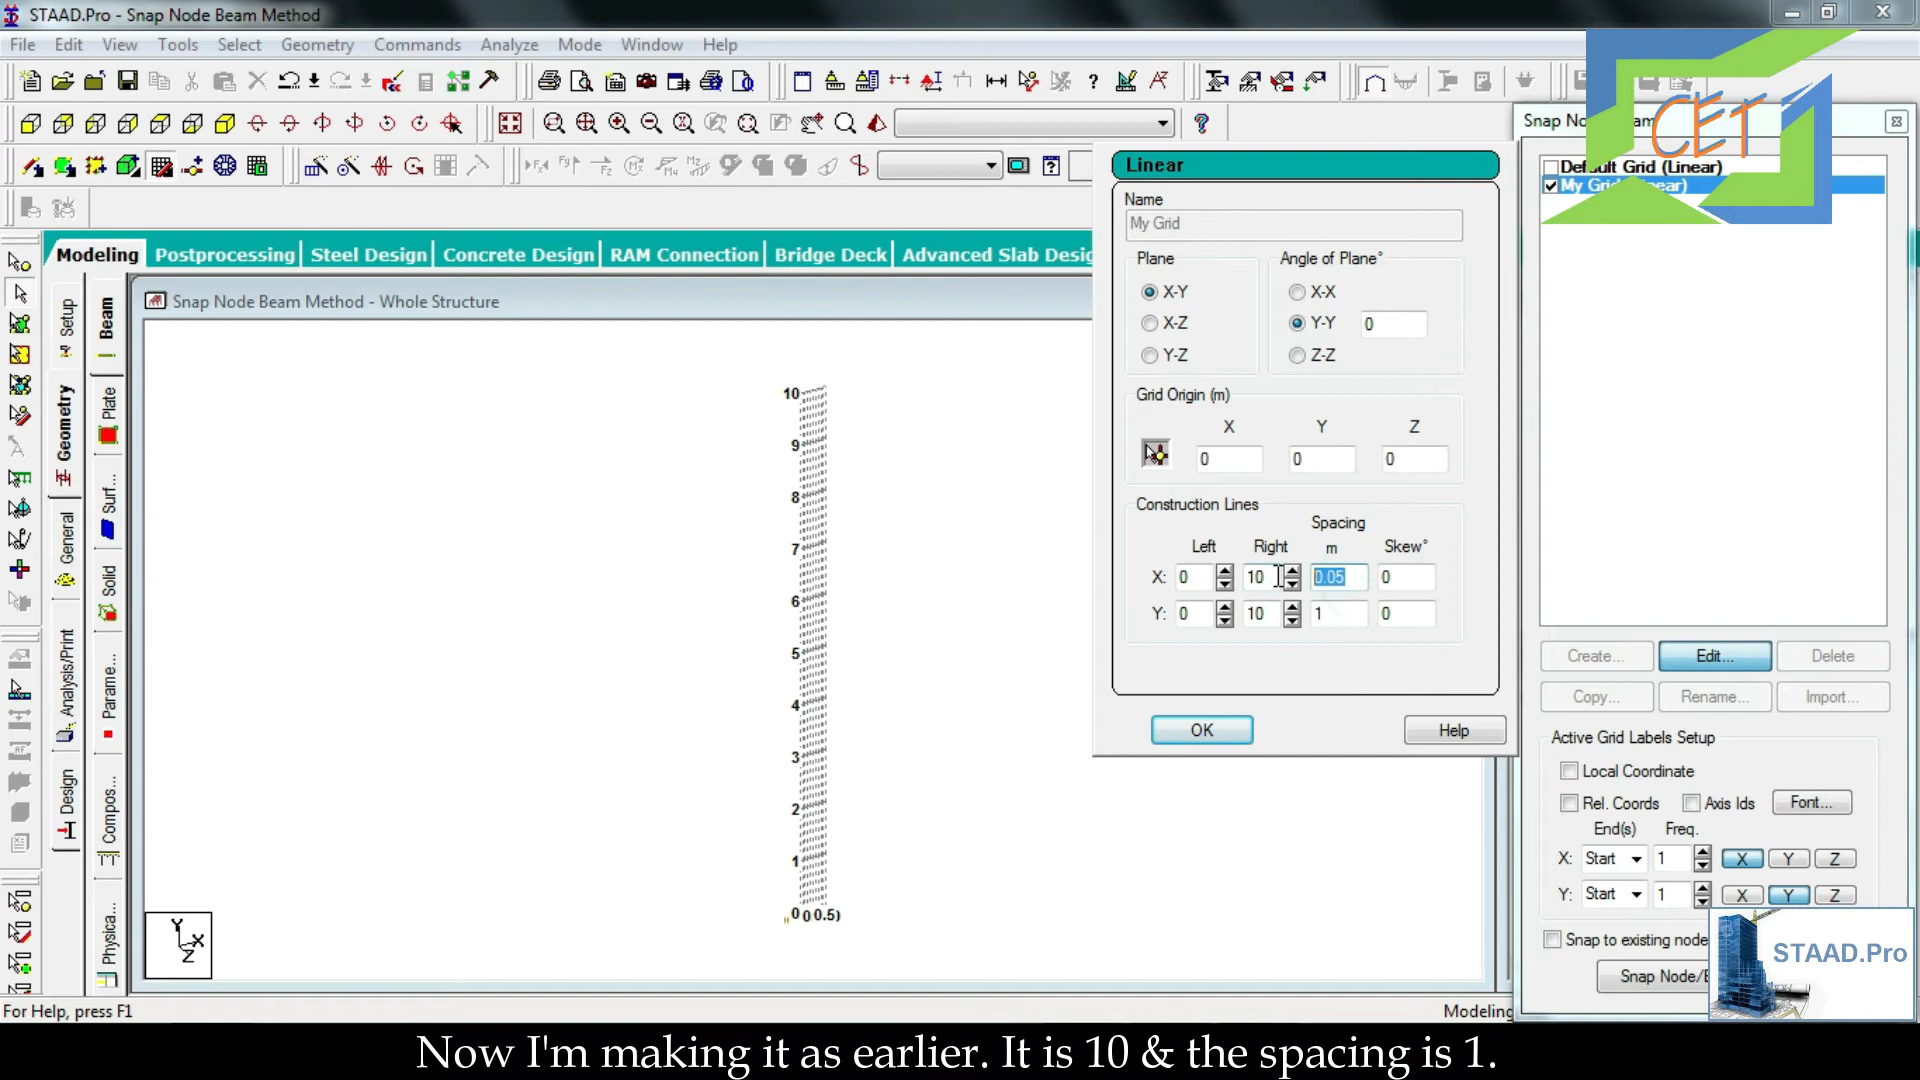 STAAD.Pro - Snap Node Beam Method
File Edit View Tools Select Geometry Commands Analyze Mode Window Help
Snap No
am
CET
Default Grid (Linear)
Linear
Name
My Grid
Plane
Angle of Plane°
X-Y
X-X
X-Z
Y-Y
0
Y-Z
Z-Z
Grid Origin (m)
X Y Z
0 0 0
Construction Lines
Spacing
Left Right m Skew°
X: 0 10 0.05 0
Y: 0 10 1 0
OK Help
Modeling Postprocessing Steel Design Concrete Design RAM Connection Bridge Deck Advanced Slab Desig
Snap Node Beam Method - Whole Structure
Setup
Geometry
General
Analysis/Print
Design
Beam
Plate
Surf...
Solid
Parame...
Compos...
Physica...
10
9
8
7
6
5
4
3
2
1
Y
X
Z
Create... Edit... Delete
Copy... Rename... Import...
Active Grid Labels Setup
Local Coordinate
Rel. Coords Axis Ids Font...
End(s) Freq.
X: Start 1 X Y Z
Y: Start 1 X Y Z
Snap to existing node
Snap Node/B
STAAD.Pro
For Help, press F1
Modeling
Now I'm making it as earlier. It is 10 & the spacing is 1.